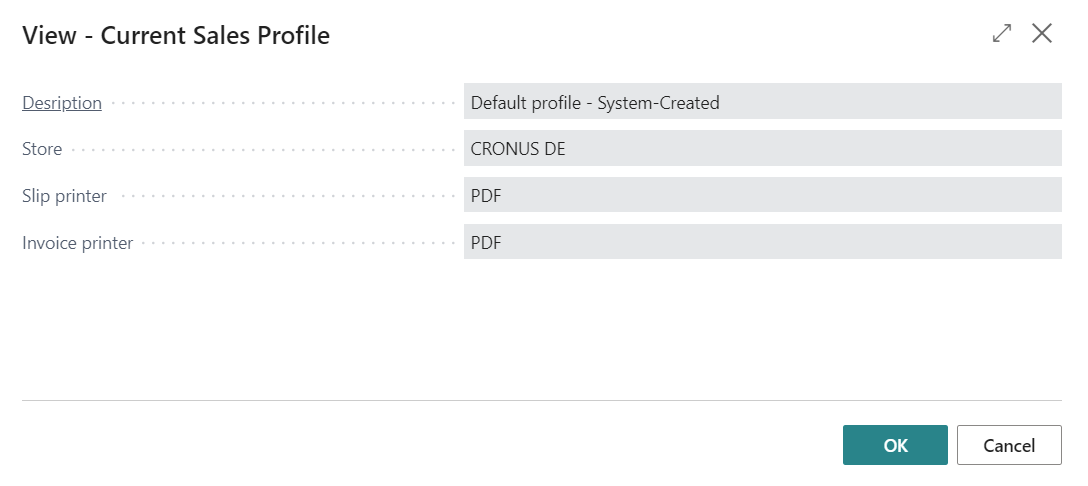 View - Current Sales Profile
Desription Default profile - System-Created
Store CRONUS DE
Slip printer PDF
Invoice printer PDF
OK Cancel